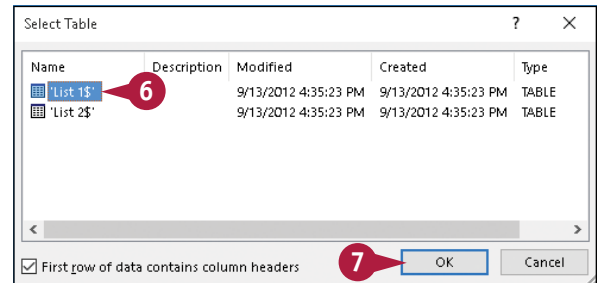 Select Table ? ×
Name Description Modified Created Type
'List 1$' 6 9/13/2012 4:35:23 PM 9/13/2012 4:35:23 PM TABLE
'List 2$' 9/13/2012 4:35:23 PM 9/13/2012 4:35:23 PM TABLE
First row of data contains column headers 7 OK Cancel